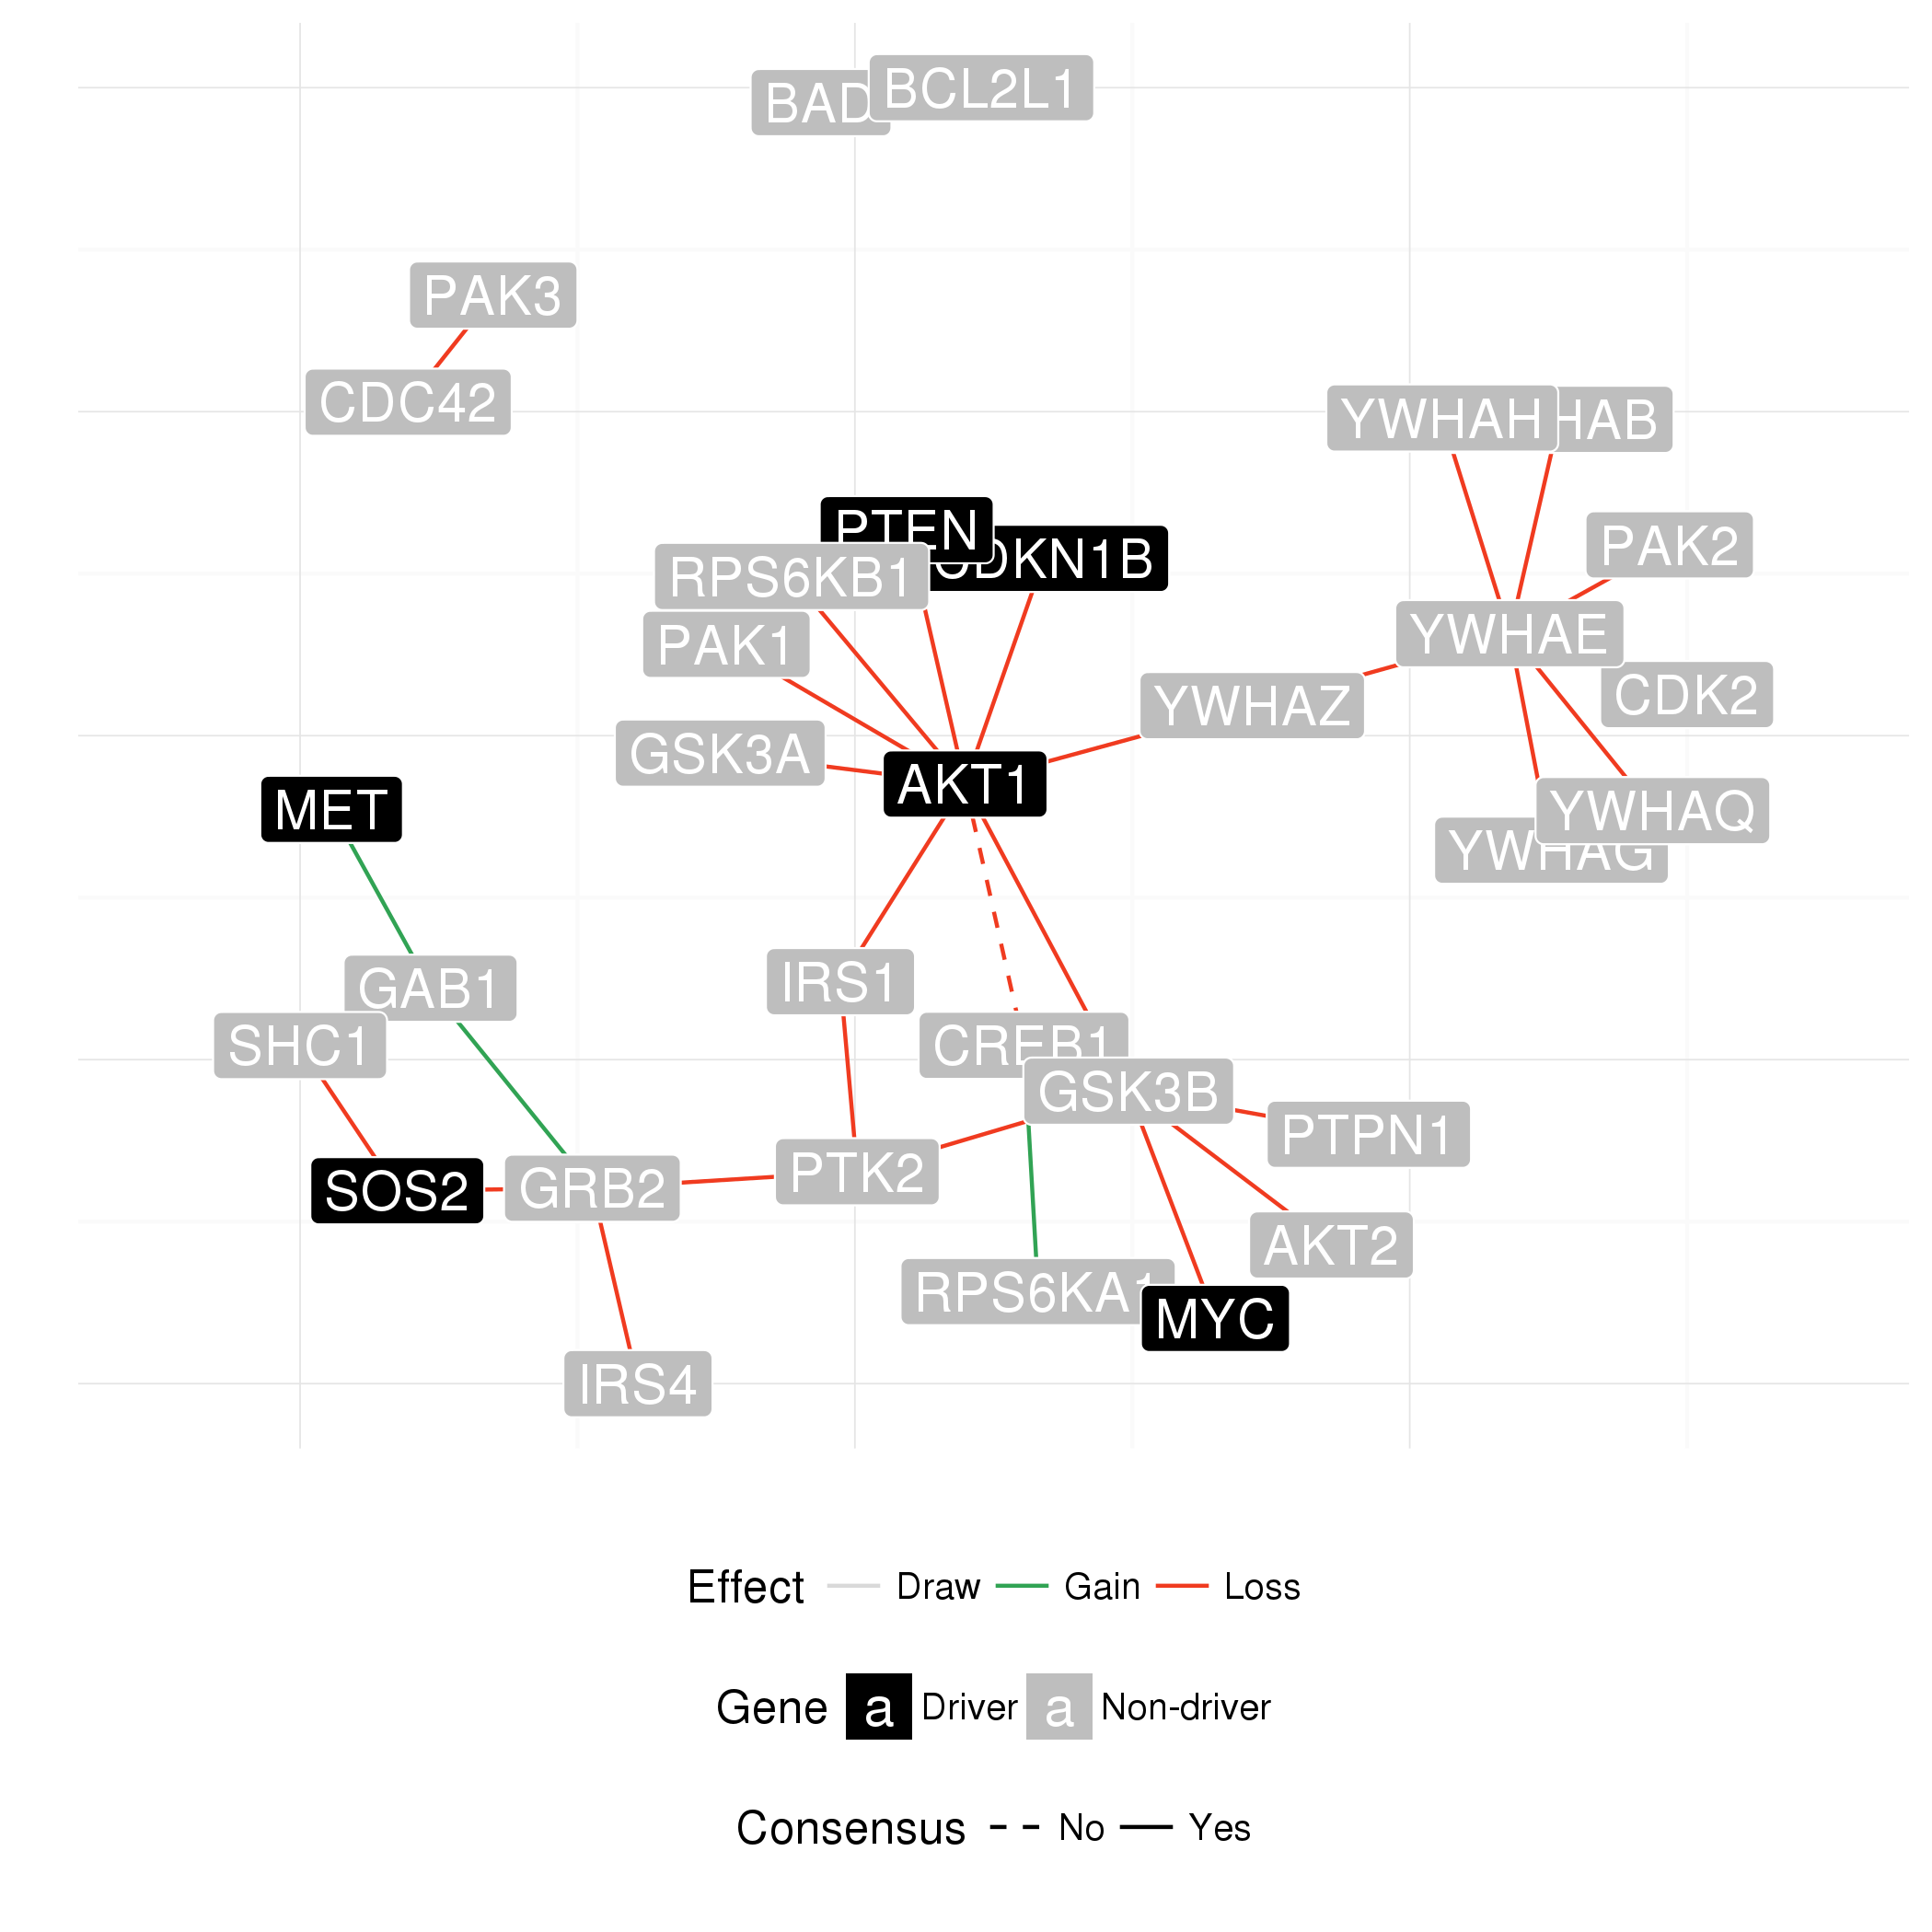 BAD
BCL2L1
PAK3
CDC42
YWHAH
HAB
PTEN
CDKN1B
PAK2
RPS6KB1
PAK1
YWHAE
CDK2
YWHAZ
GSK3A
AKT1
MET
YWHAQ
YWHAG
GAB1
IRS1
SHC1
CREB1
GSK3B
PTPN1
SOS2
GRB2
PTK2
AKT2
RPS6KA1
MYC
IRS4
Effect Draw Gain Loss
Gene a Driver a Non-driver
Consensus No Yes